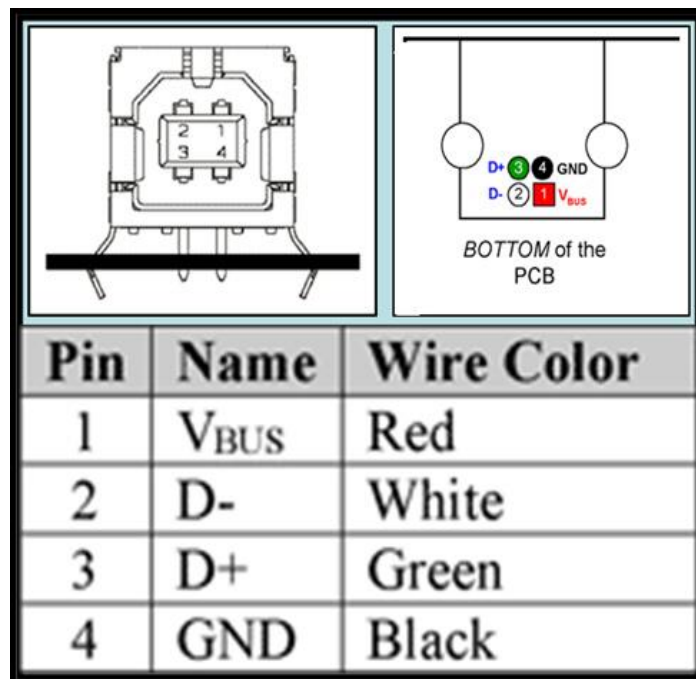 2 1
3 4
D+ 3 4 GND
D- 2 1 VBUS
BOTTOM of the
PCB
Pin Name Wire Color
1 VBUS Red
2 D- White
3 D+ Green
4 GND Black